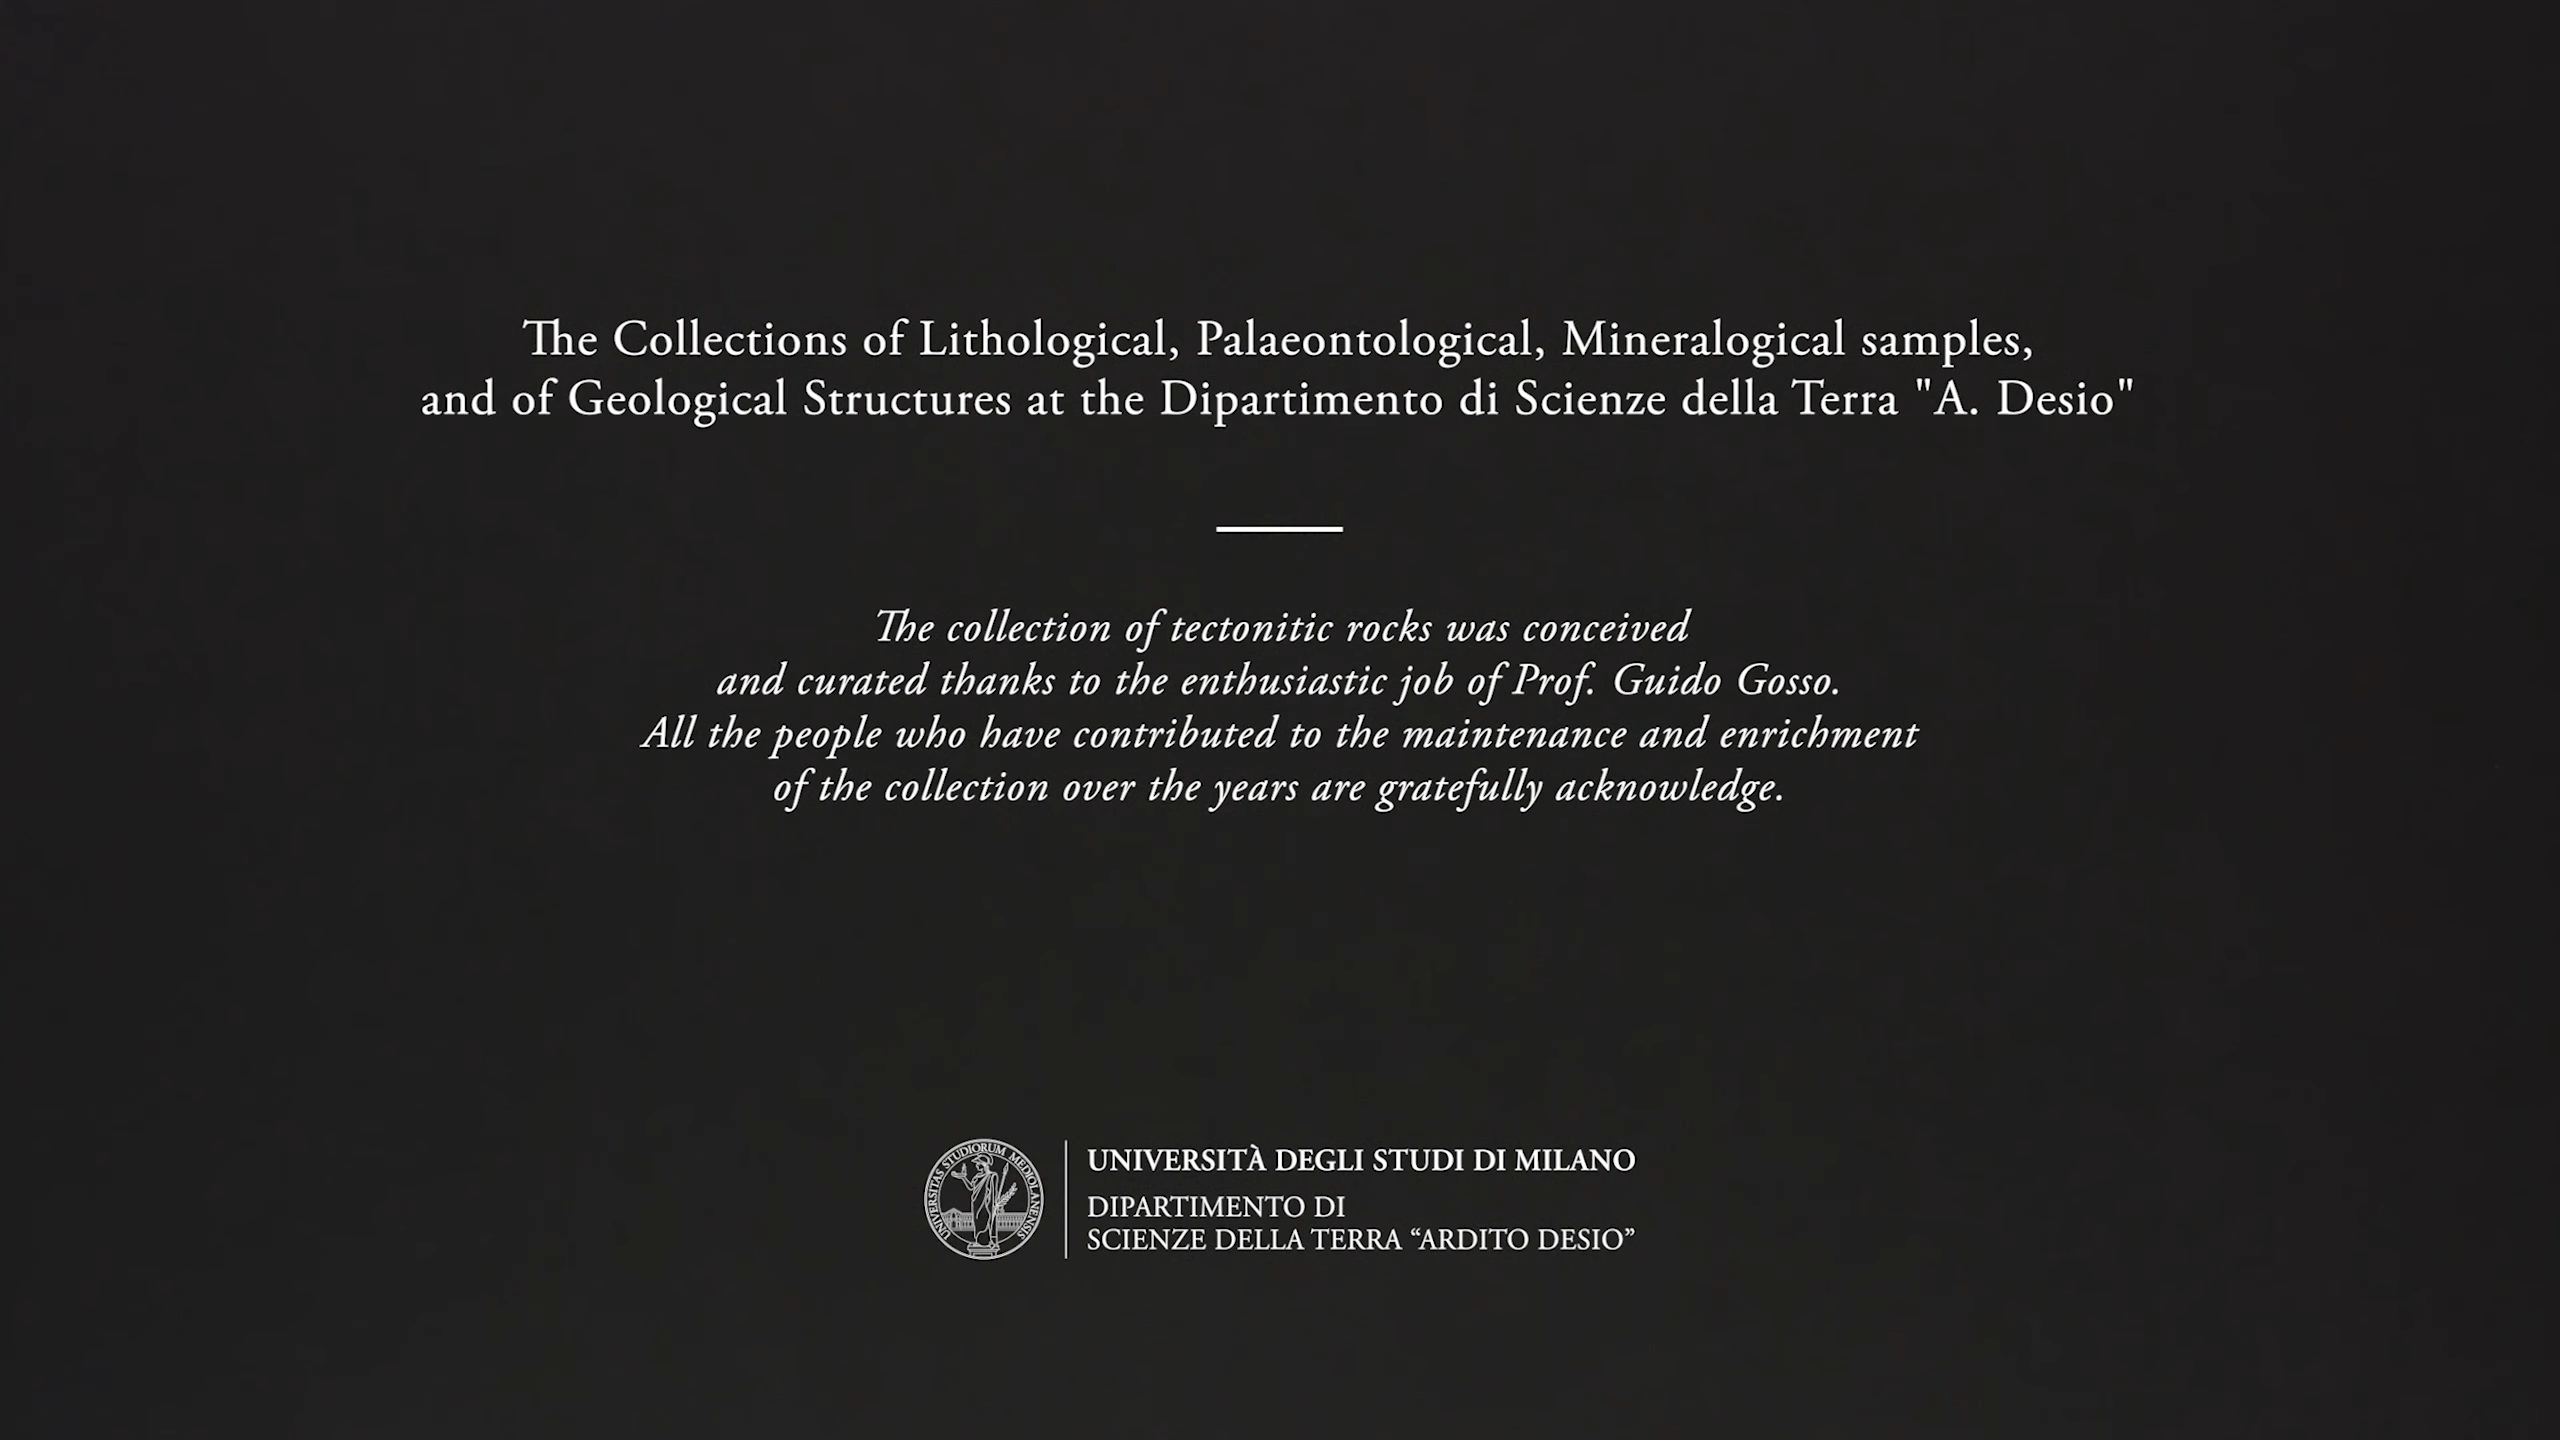 The Collections of Lithological, Palaeontological, Mineralogical samples,
and of Geological Structures at the Dipartimento di Scienze della Terra "A. Desio"
The collection of tectonitic rocks was conceived
and curated thanks to the enthusiastic job of Prof. Guido Gosso.
All the people who have contributed to the maintenance and enrichment
of the collection over the years are gratefully acknowledge.
UNIVERSITAS STUDIORUM MEDIOLANENSIS
UNIVERSITÀ DEGLI STUDI DI MILANO
DIPARTIMENTO DI
SCIENZE DELLA TERRA “ARDITO DESIO”